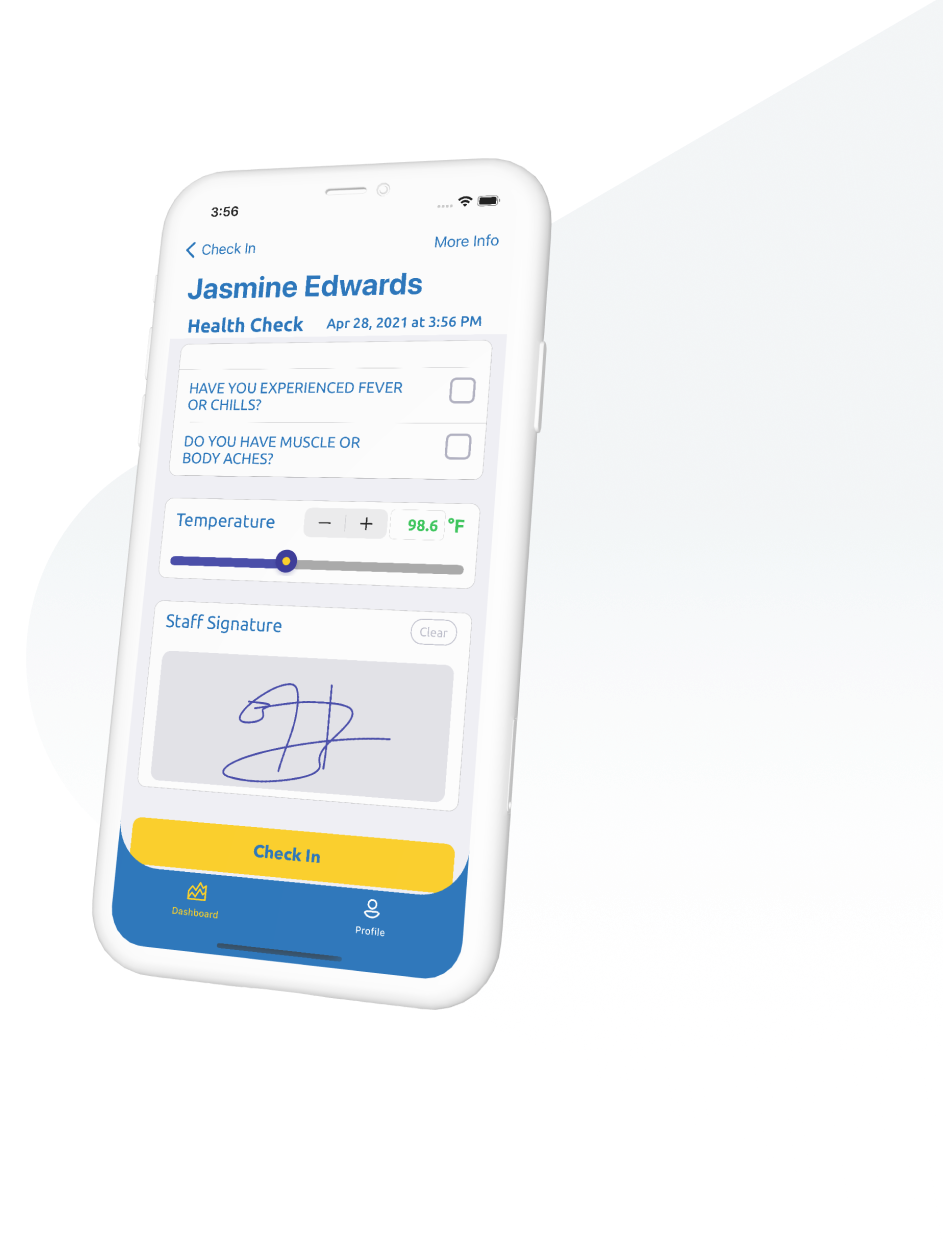 3:56
Check In
More Info
Jasmine Edwards
Health Check
Apr 28, 2021 at 3:56 PM
HAVE YOU EXPERIENCED FEVER
OR CHILLS?
DO YOU HAVE MUSCLE OR
BODY ACHES?
Temperature
− + 98.6 °F
Staff Signature
Clear
Check In
Dashboard
Profile